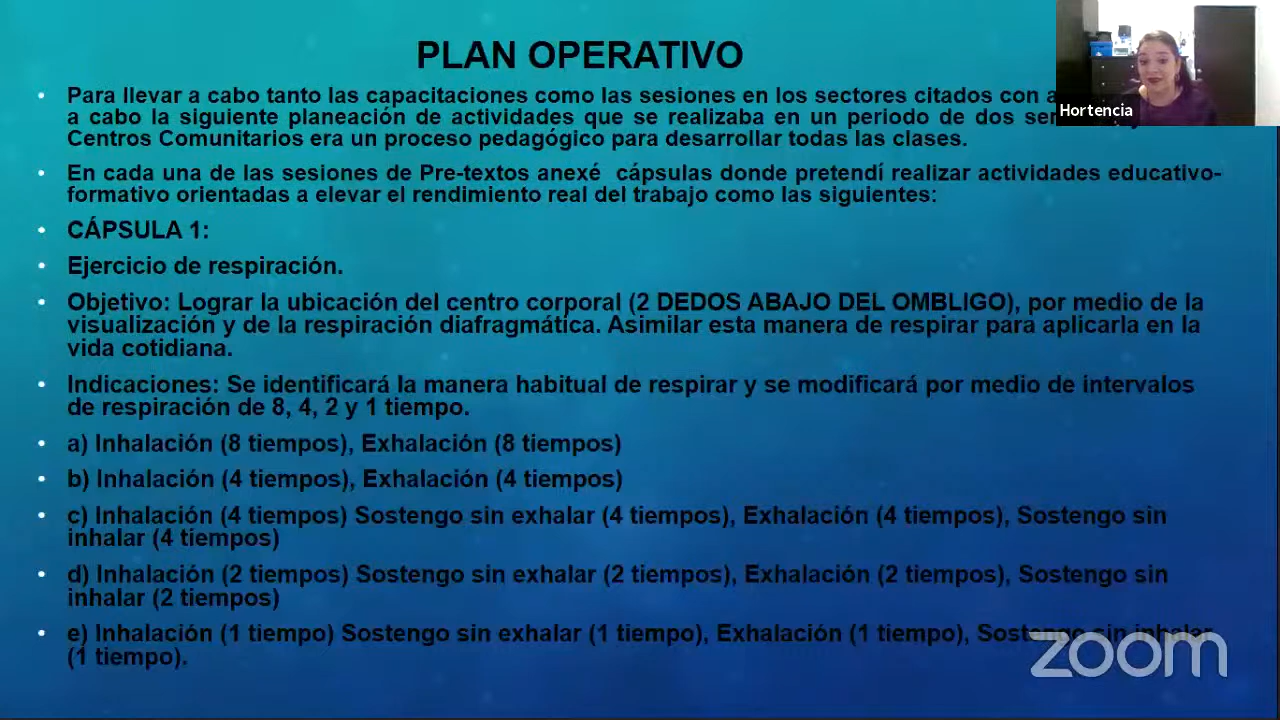 PLAN OPERATIVO
• Para llevar a cabo tanto las capacitaciones como las sesiones en los sectores citados con
a cabo la siguiente planeación de actividades que se realizaba en un periodo de dos
Centros Comunitarios era un proceso pedagógico para desarrollar todas las clases.
• En cada una de las sesiones de Pre-textos anexé cápsulas donde pretendí realizar actividades educativo-
formativo orientadas a elevar el rendimiento real del trabajo como las siguientes:
• CÁPSULA 1:
• Ejercicio de respiración.
• Objetivo: Lograr la ubicación del centro corporal (2 DEDOS ABAJO DEL OMBLIGO), por medio de la
visualización y de la respiración diafragmática. Asimilar esta manera de respirar para aplicarla en la
vida cotidiana.
• Indicaciones: Se identificará la manera habitual de respirar y se modificará por medio de intervalos
de respiración de 8, 4, 2 y 1 tiempo.
• a) Inhalación (8 tiempos), Exhalación (8 tiempos)
• b) Inhalación (4 tiempos), Exhalación (4 tiempos)
• c) Inhalación (4 tiempos) Sostengo sin exhalar (4 tiempos), Exhalación (4 tiempos), Sostengo sin
inhalar (4 tiempos)
• d) Inhalación (2 tiempos) Sostengo sin exhalar (2 tiempos), Exhalación (2 tiempos), Sostengo sin
inhalar (2 tiempos)
• e) Inhalación (1 tiempo) Sostengo sin exhalar (1 tiempo), Exhalación (1 tiempo), Sostengo sin inhalar
(1 tiempo).
Hortencia
zoom